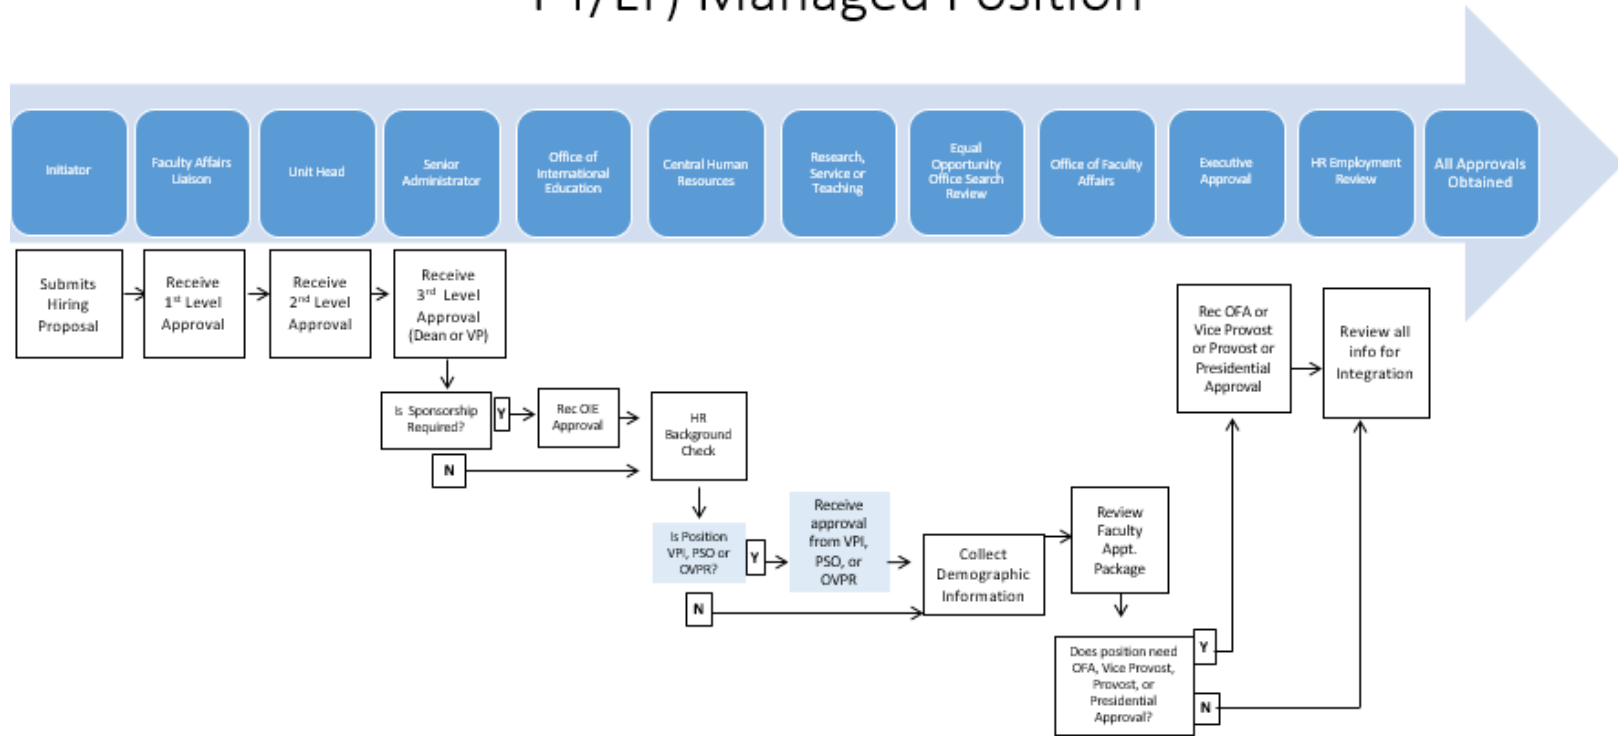 Managed Position
Initiator
Faculty Affairs
Liaison
Unit Head
Senior
Administrator
Office of
International
Education
Central Human
Resources
Research,
Service or
Teaching
Equal
Opportunity
Office Search
Review
Office of Faculty
Affairs
Executive
Approval
HR Employment
Review
All Approvals
Obtained
Submits
Hiring
Proposal
Receive
1st Level
Approval
Receive
2nd Level
Approval
Receive
3rd Level
Approval
(Dean or VP)
Is Sponsorship
Required?
Y
Rec OIE
Approval
N
HR
Background
Check
Is Position
VPI, PSO or
OVPR?
Y
Receive
approval
from VPI,
PSO, or
OVPR
N
Collect
Demographic
Information
Review
Faculty
Appt.
Package
Does position need
OFA, Vice Provost,
Provost, or
Presidential
Approval?
Y
N
Rec OFA or
Vice Provost
or Provost or
Presidential
Approval
Review all
info for
Integration